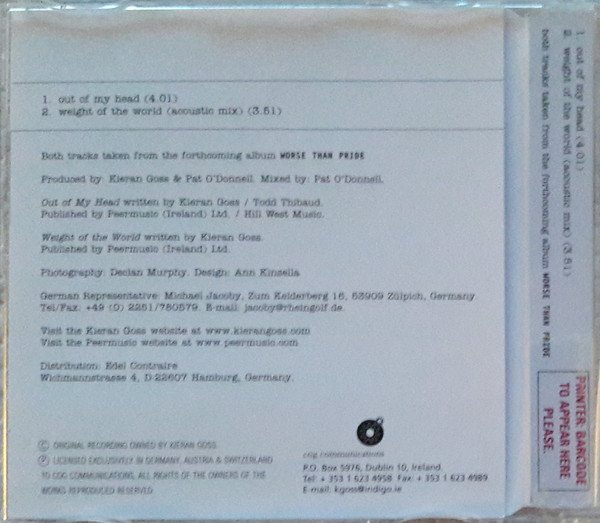 1. out of my head (4.01)
2. weight of the world (acoustic mix) (3.51)
Both tracks taken from the forthcoming album WORSE THAN PRIDE
Produced by: Kieran Goss & Pat O'Donnell. Mixed by: Pat O'Donnell.
Out of My Head written by Kieran Goss / Todd Thibaud.
Published by Peermusic (Ireland) Ltd. / Hill West Music.
Weight of the World written by Kieran Goss.
Published by Peermusic (Ireland) Ltd.
Photography: Declan Murphy. Design: Ann Kinsella
German Representative: Michael Jacoby, Zum Kelderberg 16, 53909 Zülpich, Germany.
Tel/Fax: +49 (0) 2251/780579. E-mail: jacoby@rheingolf.de.
Visit the Kieran Goss website at www.kierangoss.com
Visit the Peermusic website at www.peermusic.com
Distribution: Edel Contraire
Wichmannstrasse 4, D-22607 Hamburg, Germany.
© ORIGINAL RECORDING OWNED BY KIERAN GOSS.
℗ LICENSED EXCLUSIVELY IN GERMANY, AUSTRIA & SWITZERLAND
TO COG COMMUNICATIONS. ALL RIGHTS OF THE OWNERS OF THE
WORKS REPRODUCED RESERVED
cog communications
P.O. Box 5976, Dublin 10, Ireland.
Tel: + 353 1 623 4958 Fax: + 353 1 623 4989
E-mail: kgoss@indigo.ie
1. out of my head (4.01)
2. weight of the world (acoustic mix) (3.51)
both tracks taken from the forthcoming album WORSE THAN PRIDE
PRINTER: BARCODE
TO APPEAR HERE
PLEASE.